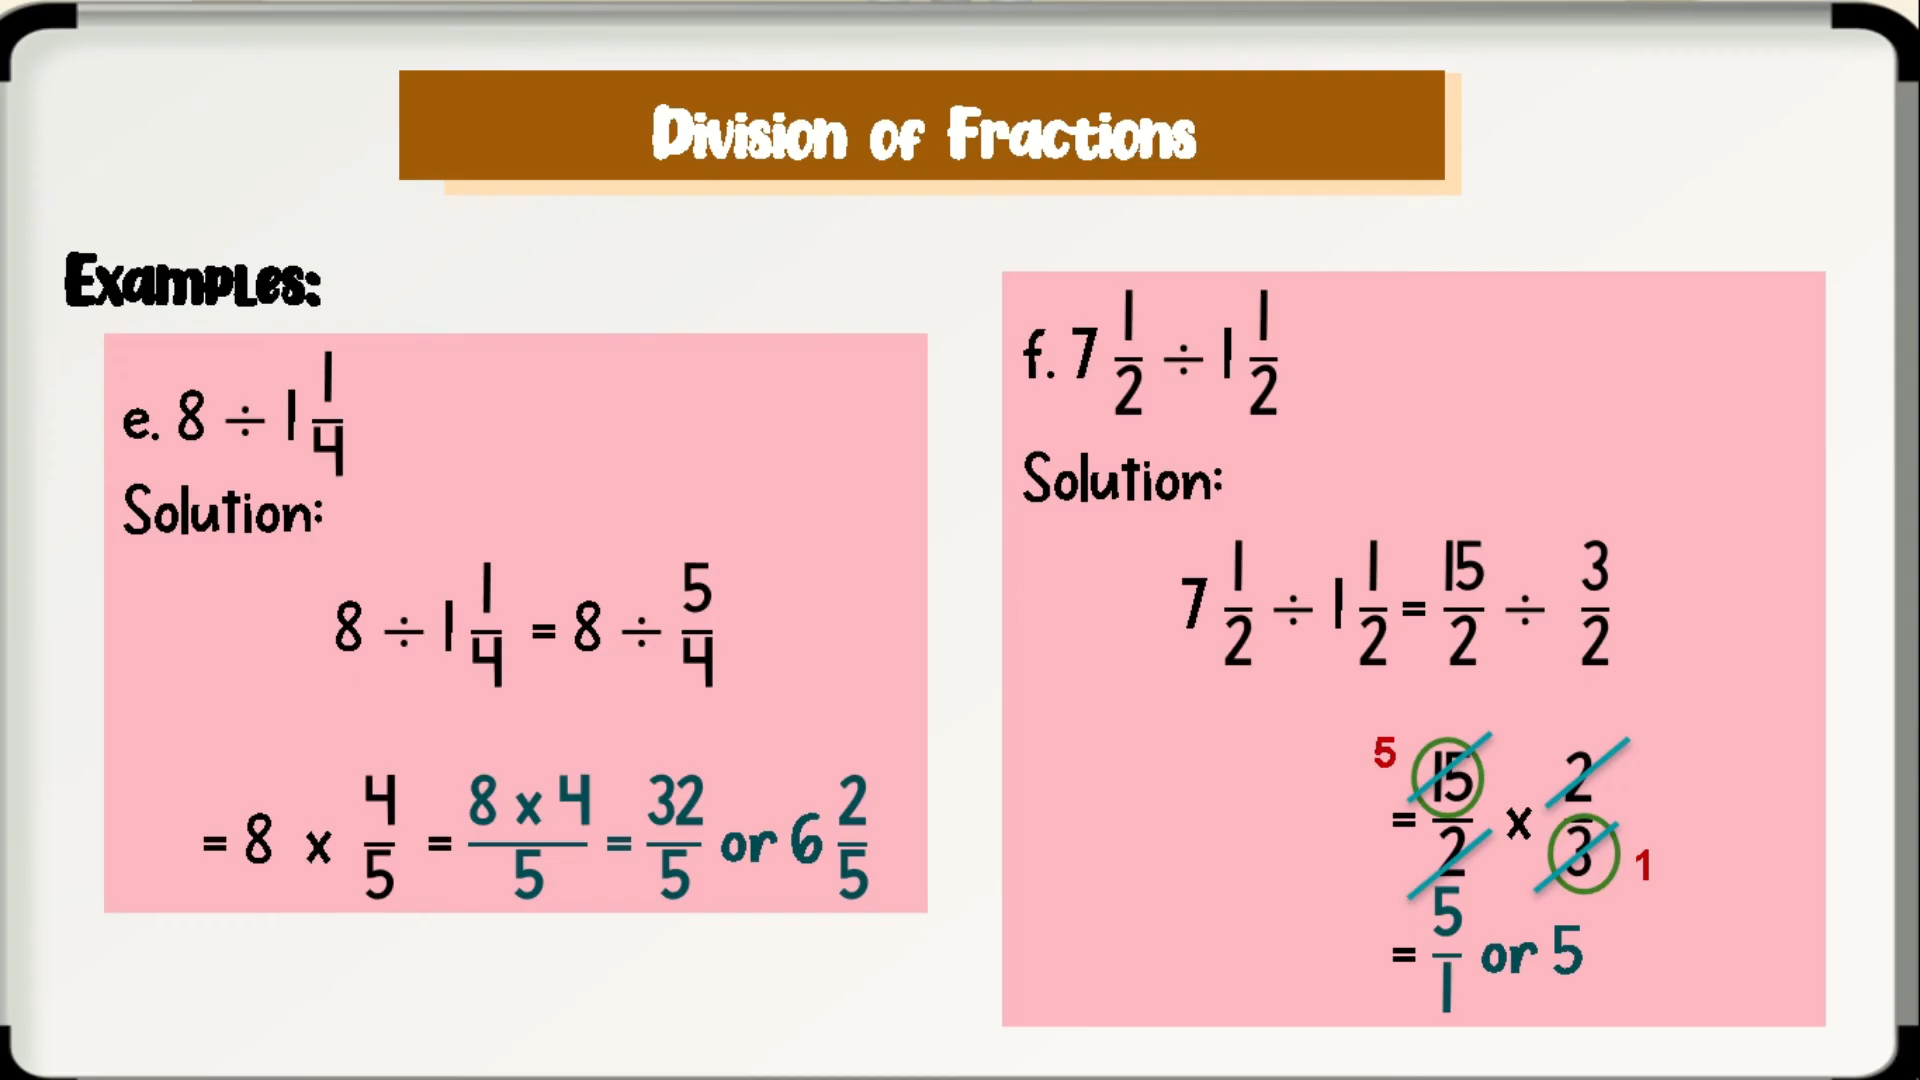 Division of Fractions
Examples:
e. 8 ÷ 1 1/4
Solution:
8 ÷ 1 1/4 = 8 ÷ 5/4
= 8 x 4/5 = 8 x 4/5 = 32/5 or 6 2/5
f. 7 1/2 ÷ 1 1/2
Solution:
7 1/2 ÷ 1 1/2 = 15/2 ÷ 3/2
5
= 15/2 x 2/3
1
= 5/1 or 5